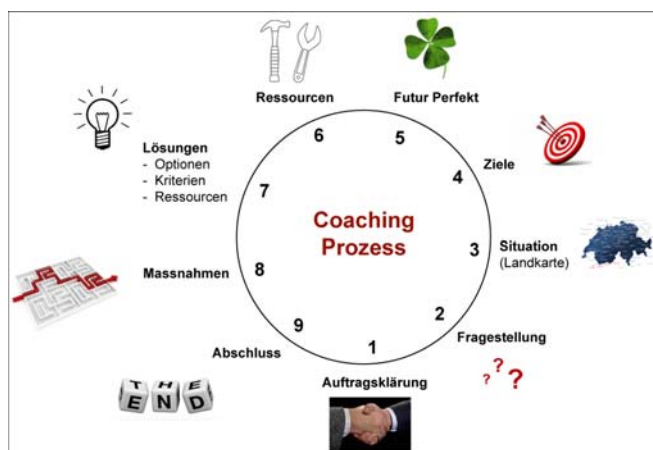 Ressourcen
Futur Perfekt
6
5
Lösungen
- Optionen
- Kriterien
- Ressourcen
Ziele
4
7
Coaching
Prozess
3
Situation
(Landkarte)
Massnahmen
8
2
Fragestellung
9
1
Abschluss
Auftragsklärung
? ? ?
THE
END